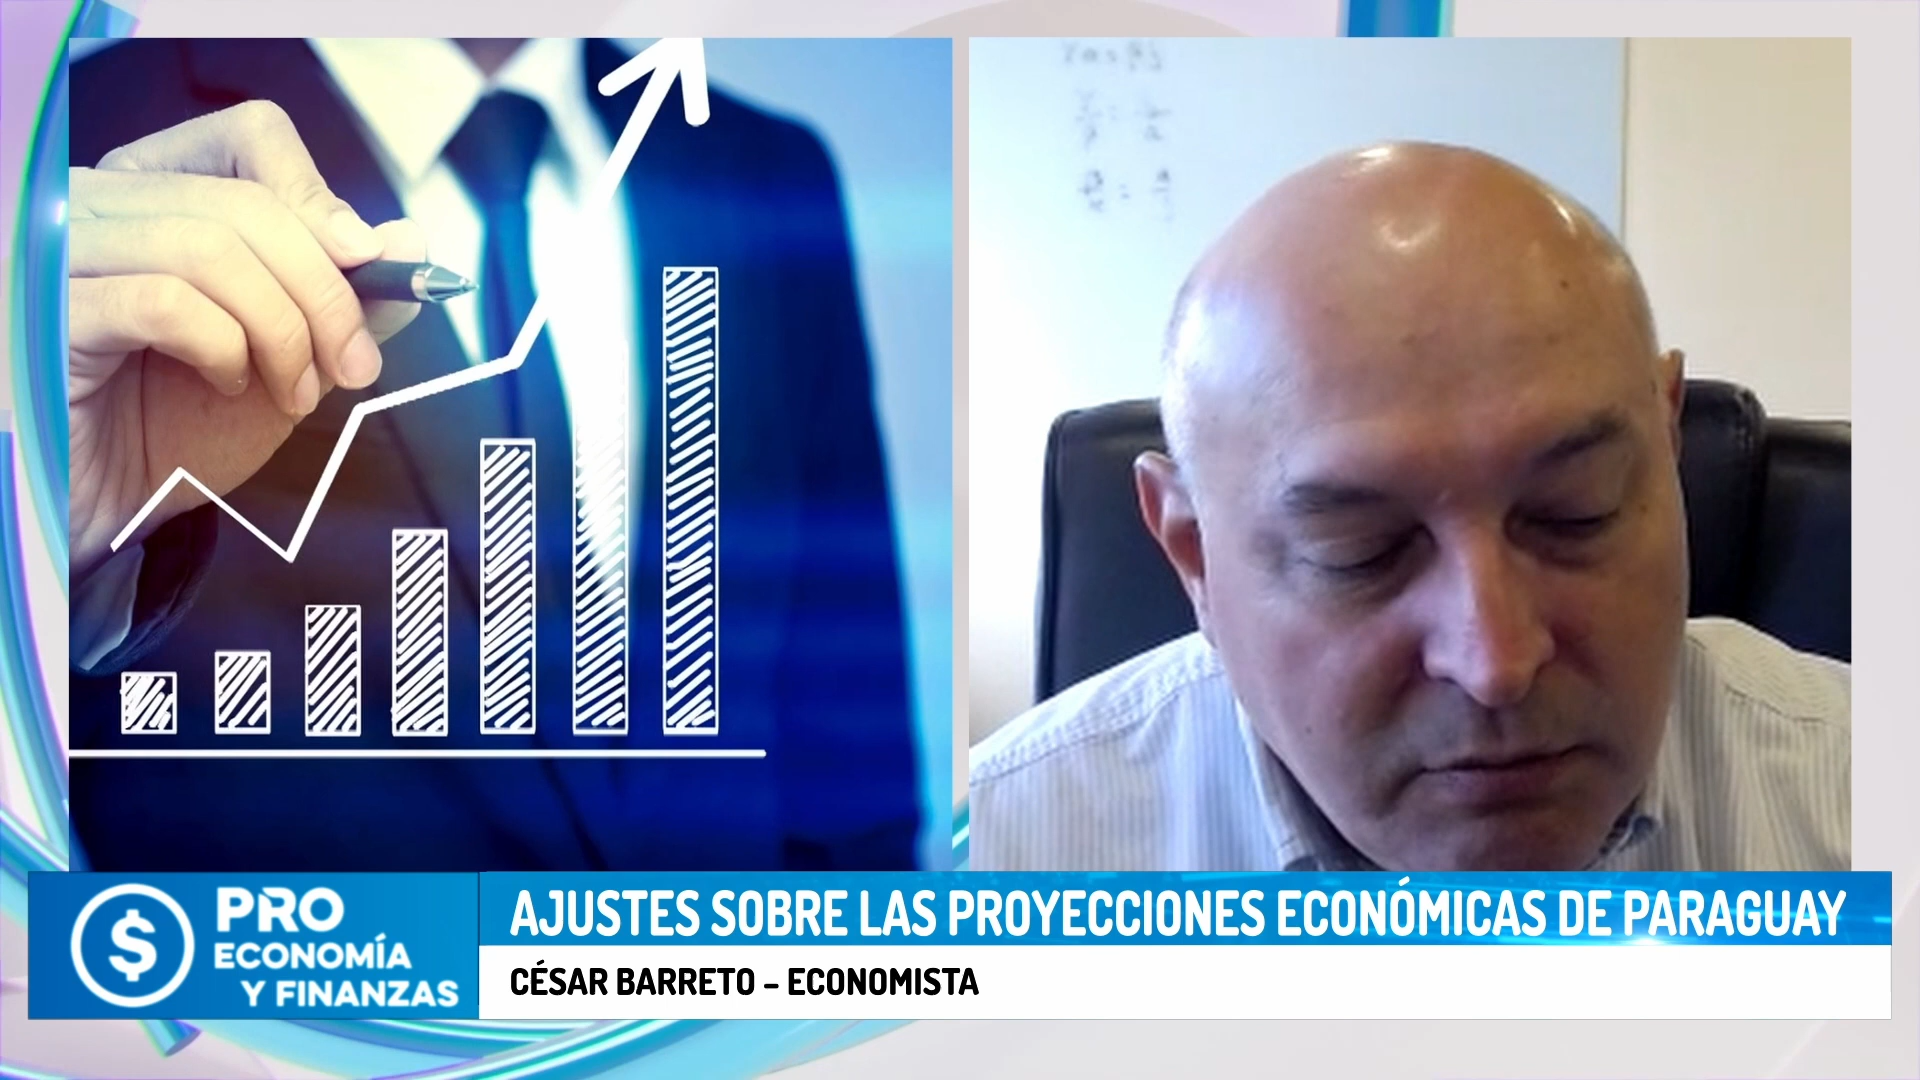 $
PRO
ECONOMÍA
Y FINANZAS
AJUSTES SOBRE LAS PROYECCIONES ECONÓMICAS DE PARAGUAY
CÉSAR BARRETO – ECONOMISTA